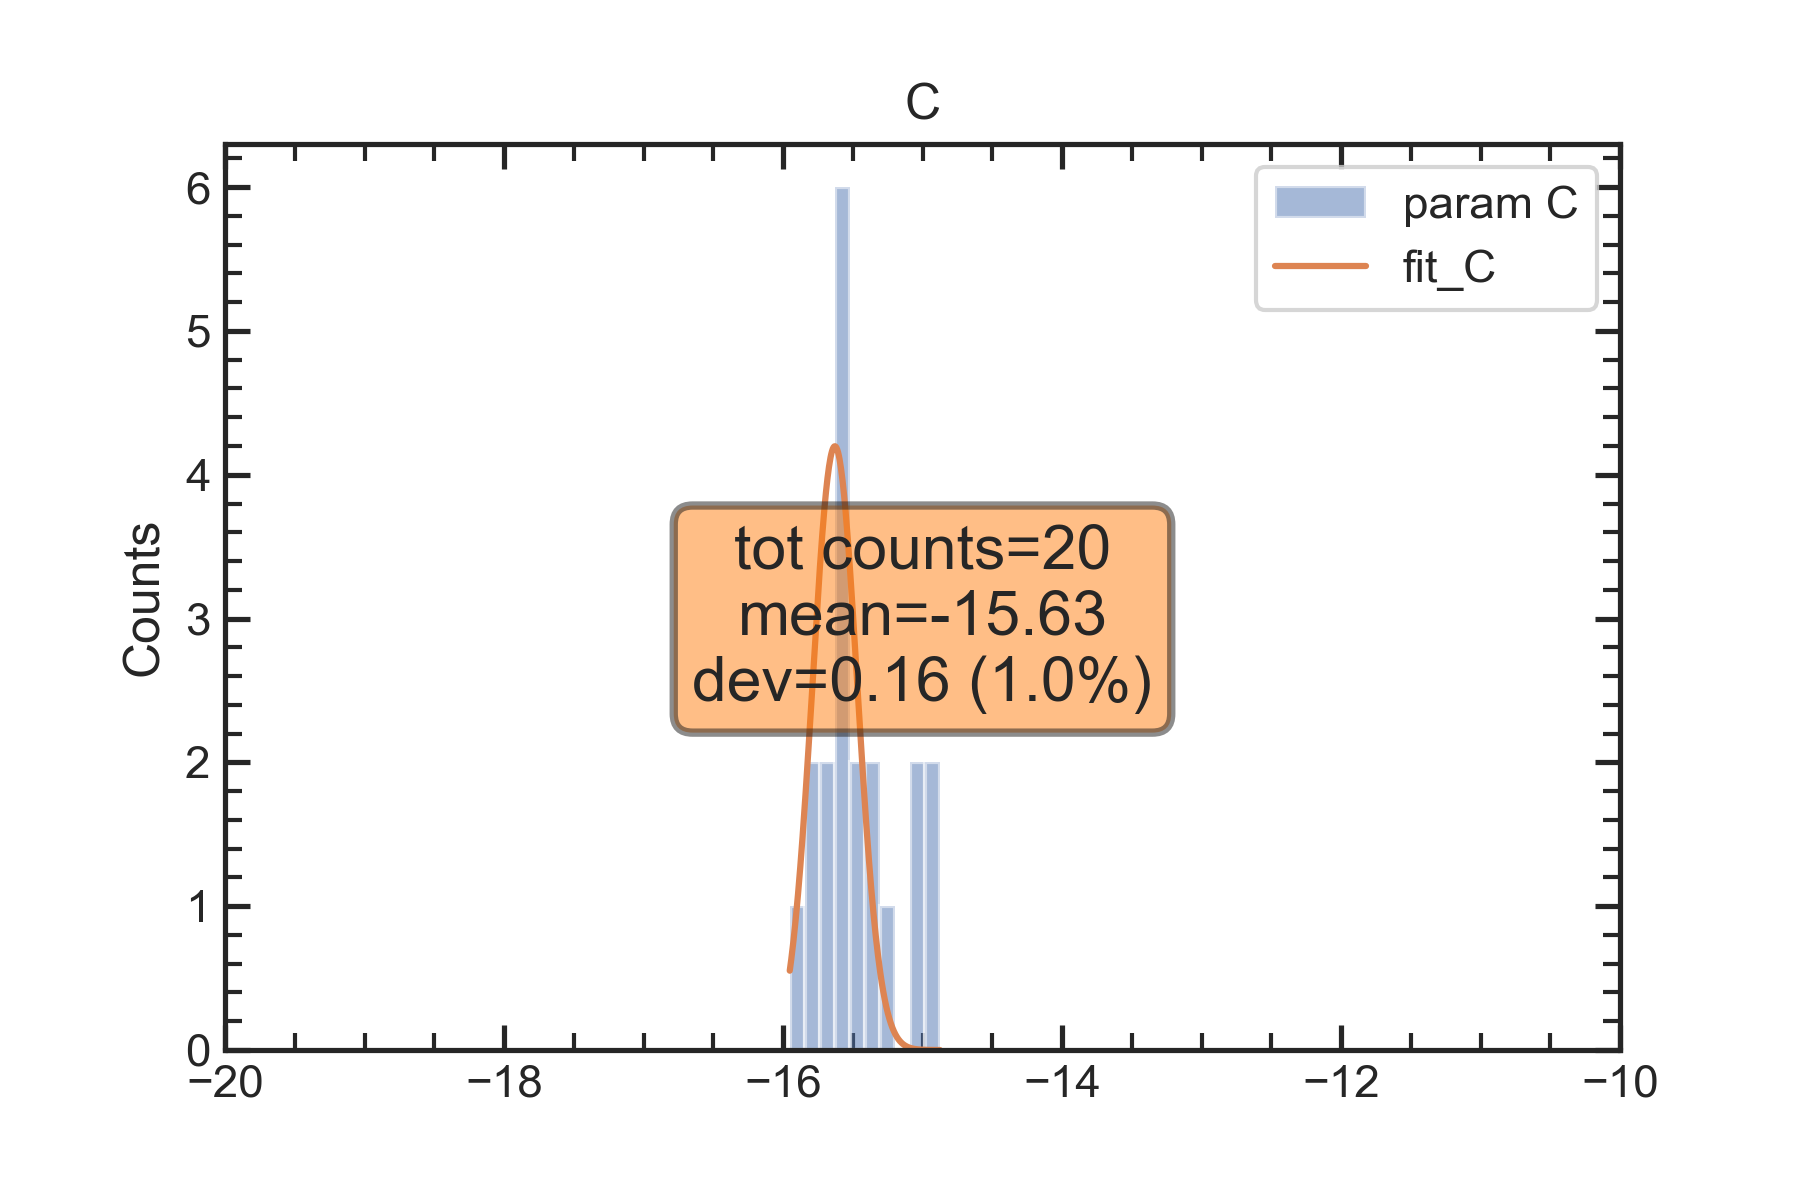 C
param C
fit_C
tot counts=20
mean=-15.63
dev=0.16 (1.0%)
Counts
6
5
4
3
2
1
0
−20
−18
−16
−14
−12
−10